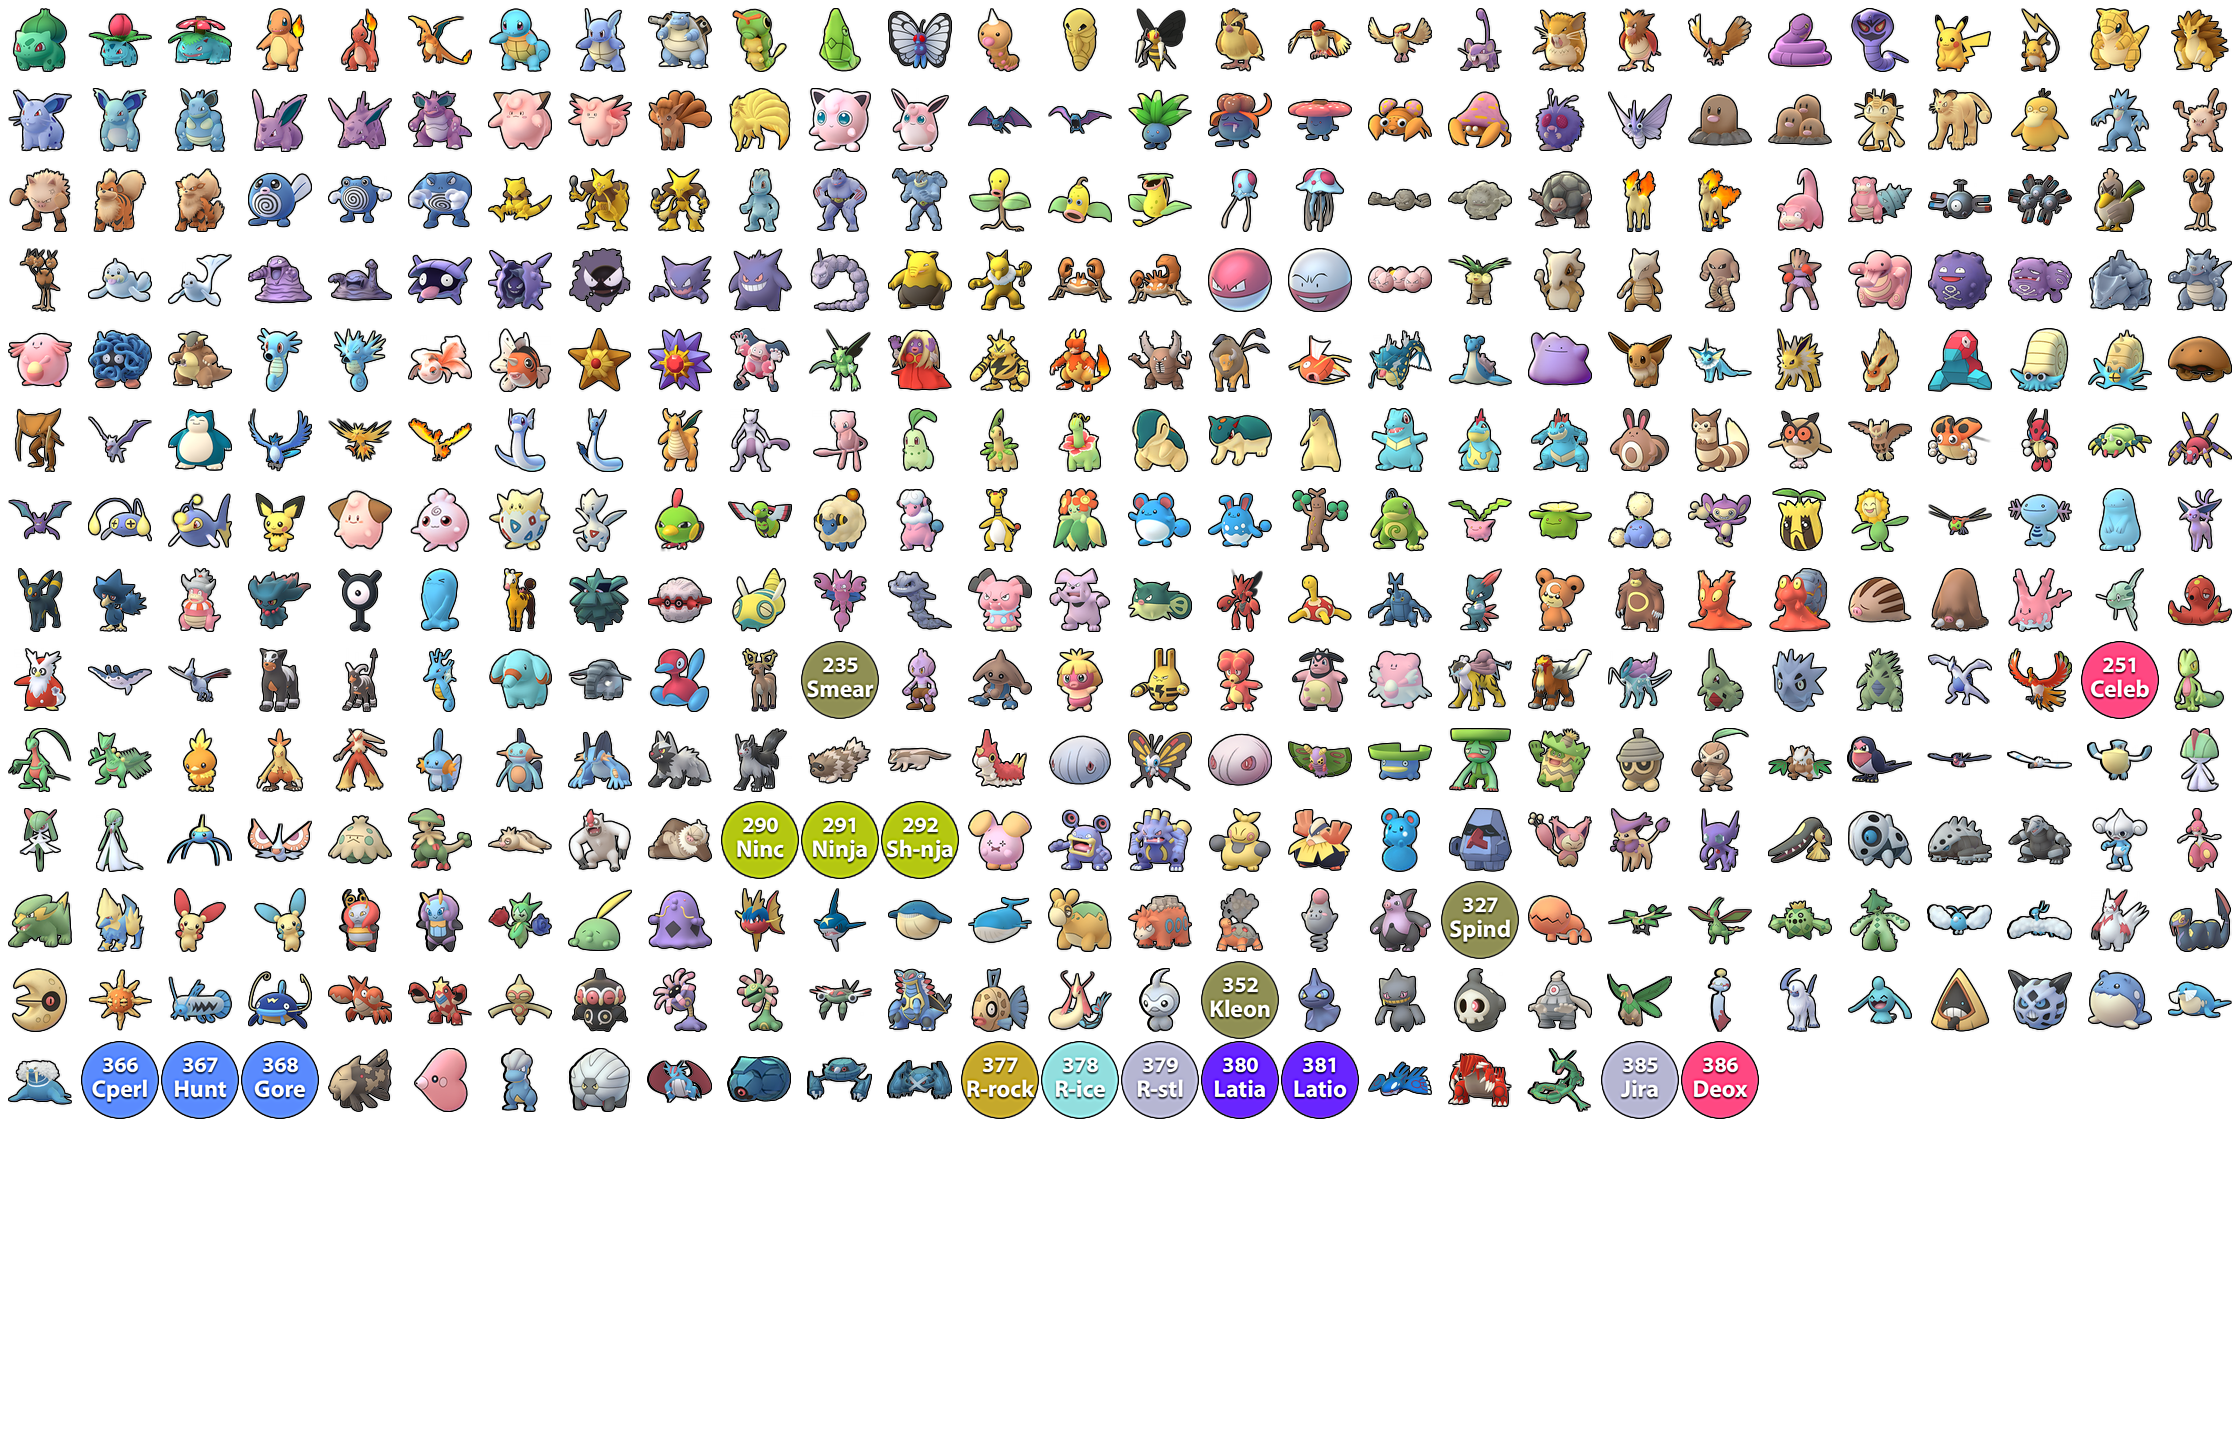 235
Smear
251
Celeb
290
Ninc
291
Ninja
292
Sh-nja
327
Spind
352
Kleon
366
Cperl
367
Hunt
368
Gore
377
R-rock
378
R-ice
379
R-stl
380
Latia
381
Latio
385
Jira
386
Deox